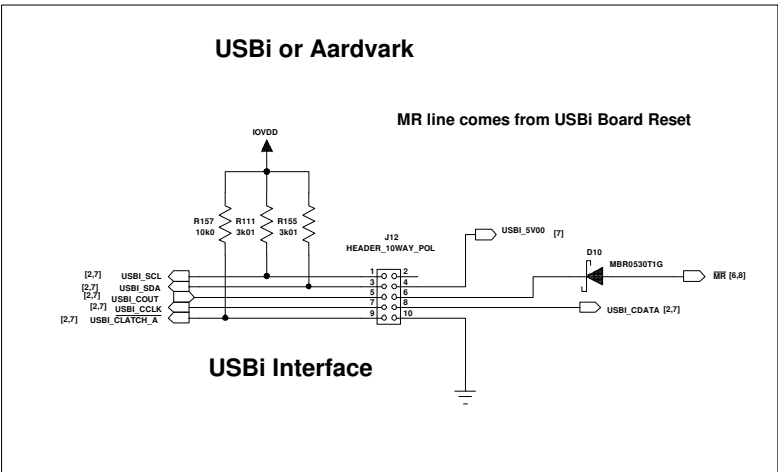 USBi or Aardvark
MR line comes from USBi Board Reset
IOVDD
R157 R111 R155
10k0 3k01 3k01
J12
HEADER_10WAY_POL
USBI_5V00 [7]
D10
MBR0530T1G
MR [6,8]
[2,7] USBI_SCL 1 2
[2,7] USBI_SDA 3 4
[2,7] USBI_COUT 5 6
[2,7] USBI_CCLK 7 8
USBI_CDATA [2,7]
[2,7] USBI_CLATCH_A 9 10
USBi Interface